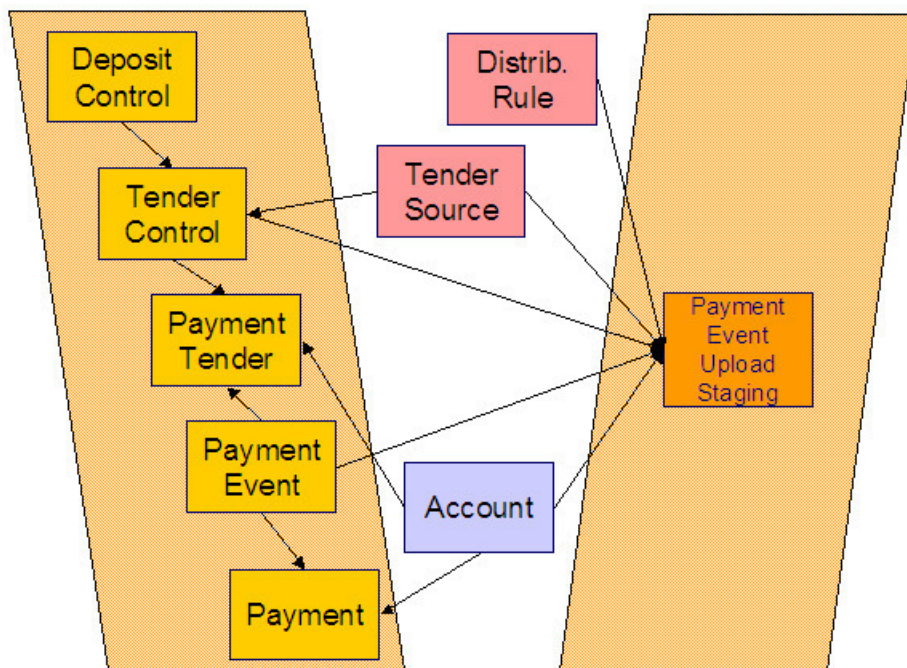 Deposit
Control
Distrib.
Rule
Tender
Control
Tender
Source
Payment
Tender
Payment
Event
Upload
Staging
Payment
Event
Account
Payment